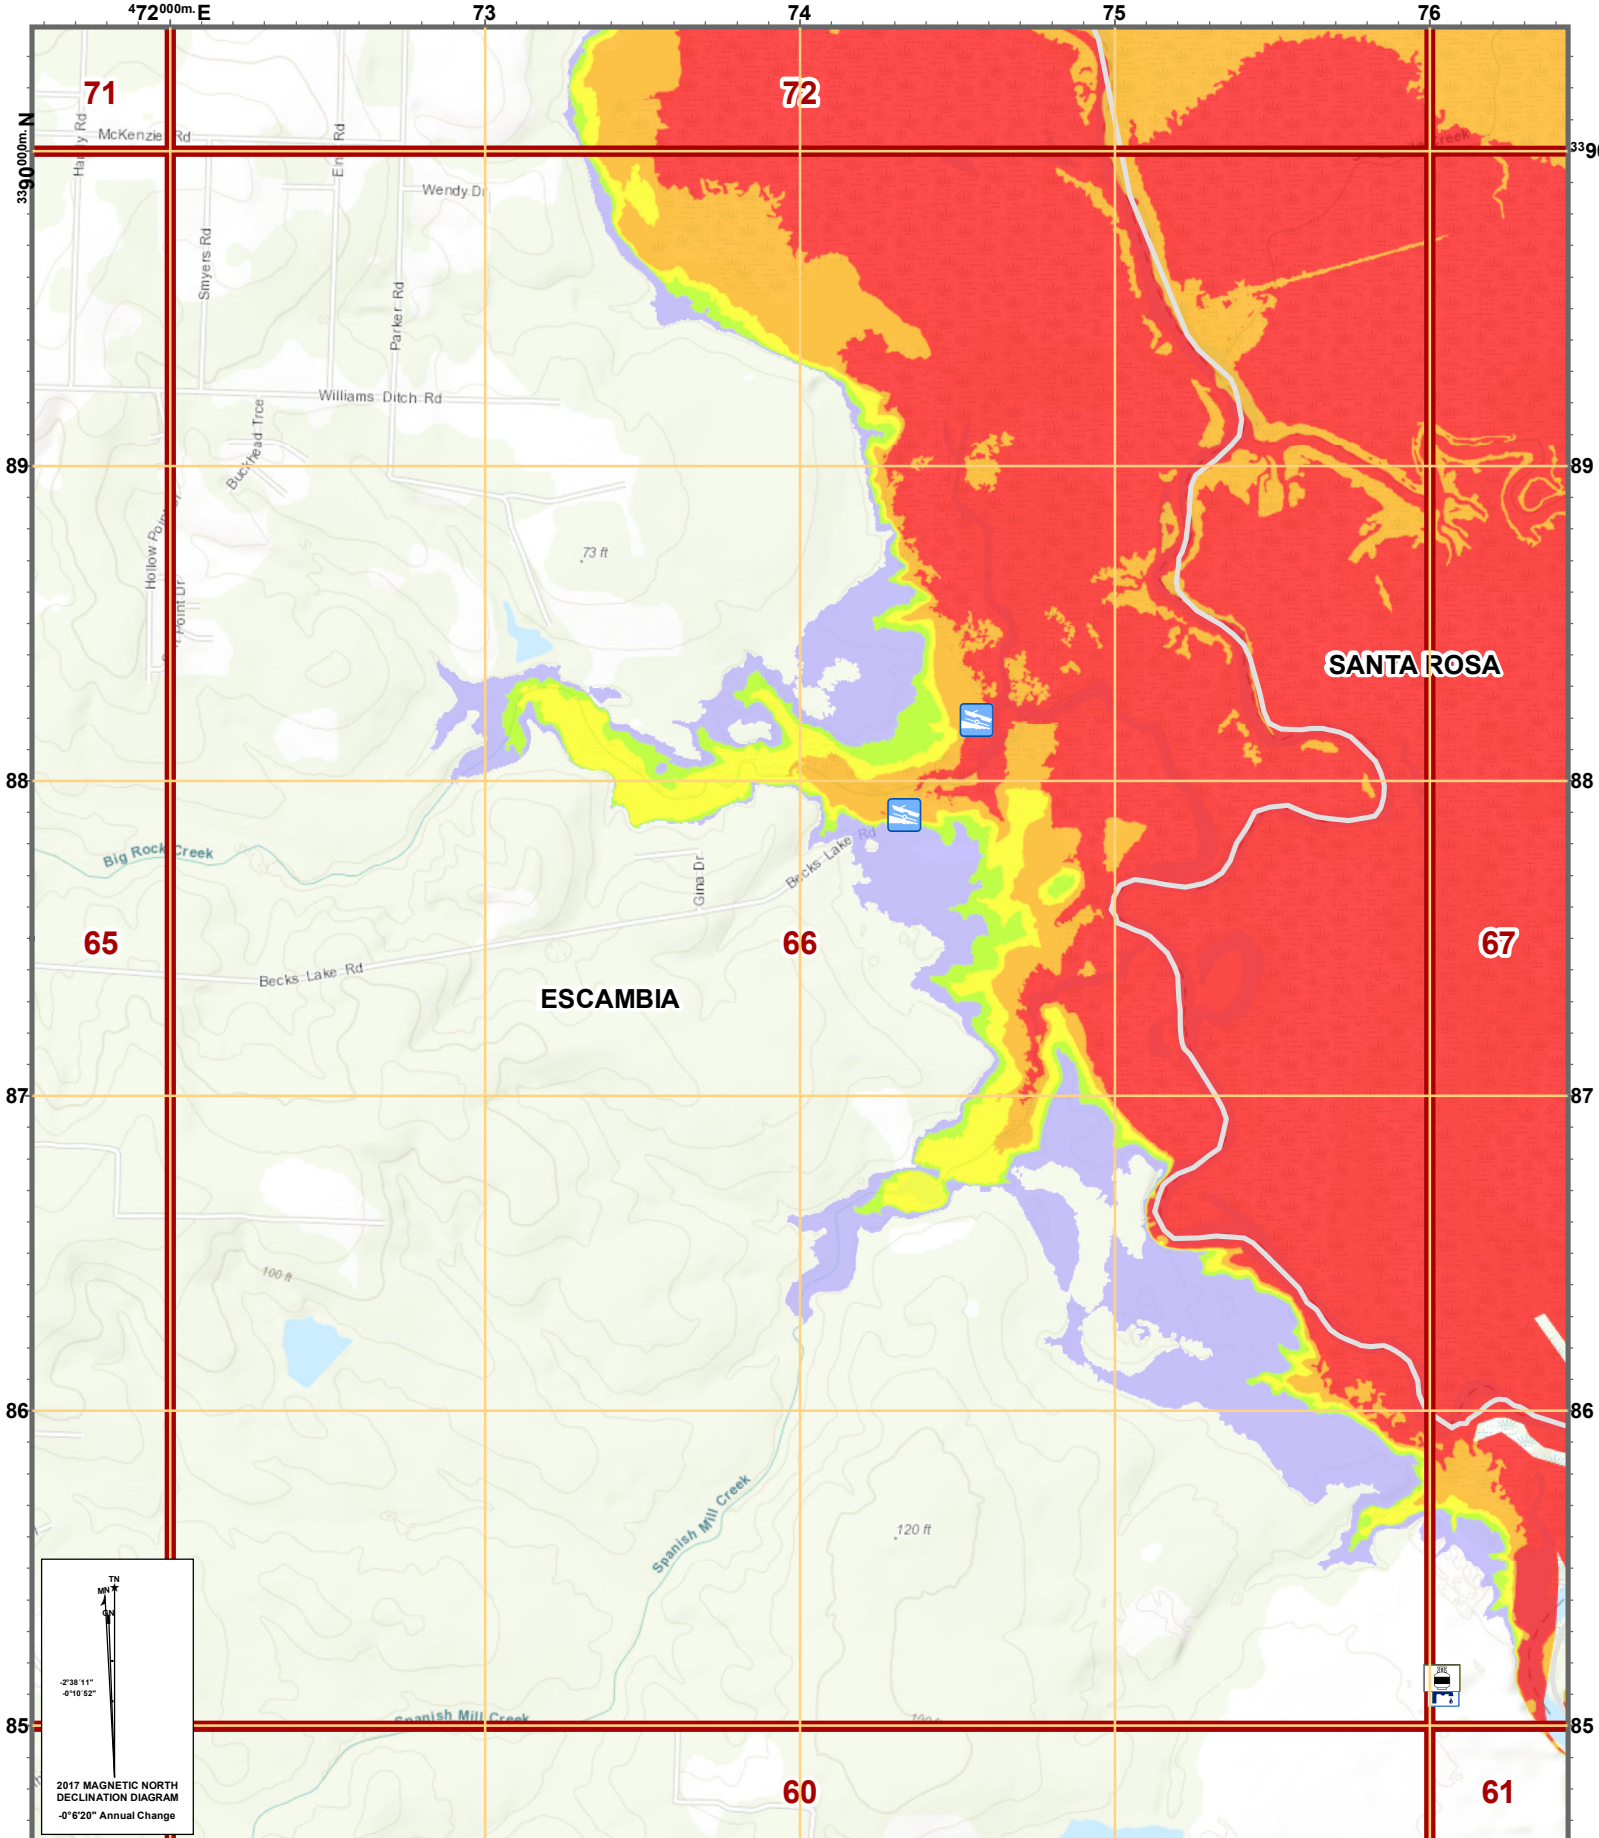 472000m. E
73
74
75
76
71
72
3390000m. N
3390
McKenzie Rd
Elm Rd
Wendy Dr
Smyers Rd
Parker Rd
Williams Ditch Rd
Buckhead Trce
89
89
73 ft
SANTA ROSA
88
88
Big Rock Creek
Becks Lake Rd
Gina Dr
65
66
67
Becks Lake Rd
ESCAMBIA
87
87
100 ft
86
86
Spanish Mill Creek
120 ft
TN
MN
GN
-2°38'11"
-0°10'52"
Spanish Mill Creek
85
85
2017 MAGNETIC NORTH
DECLINATION DIAGRAM
-0°6'20" Annual Change
60
61